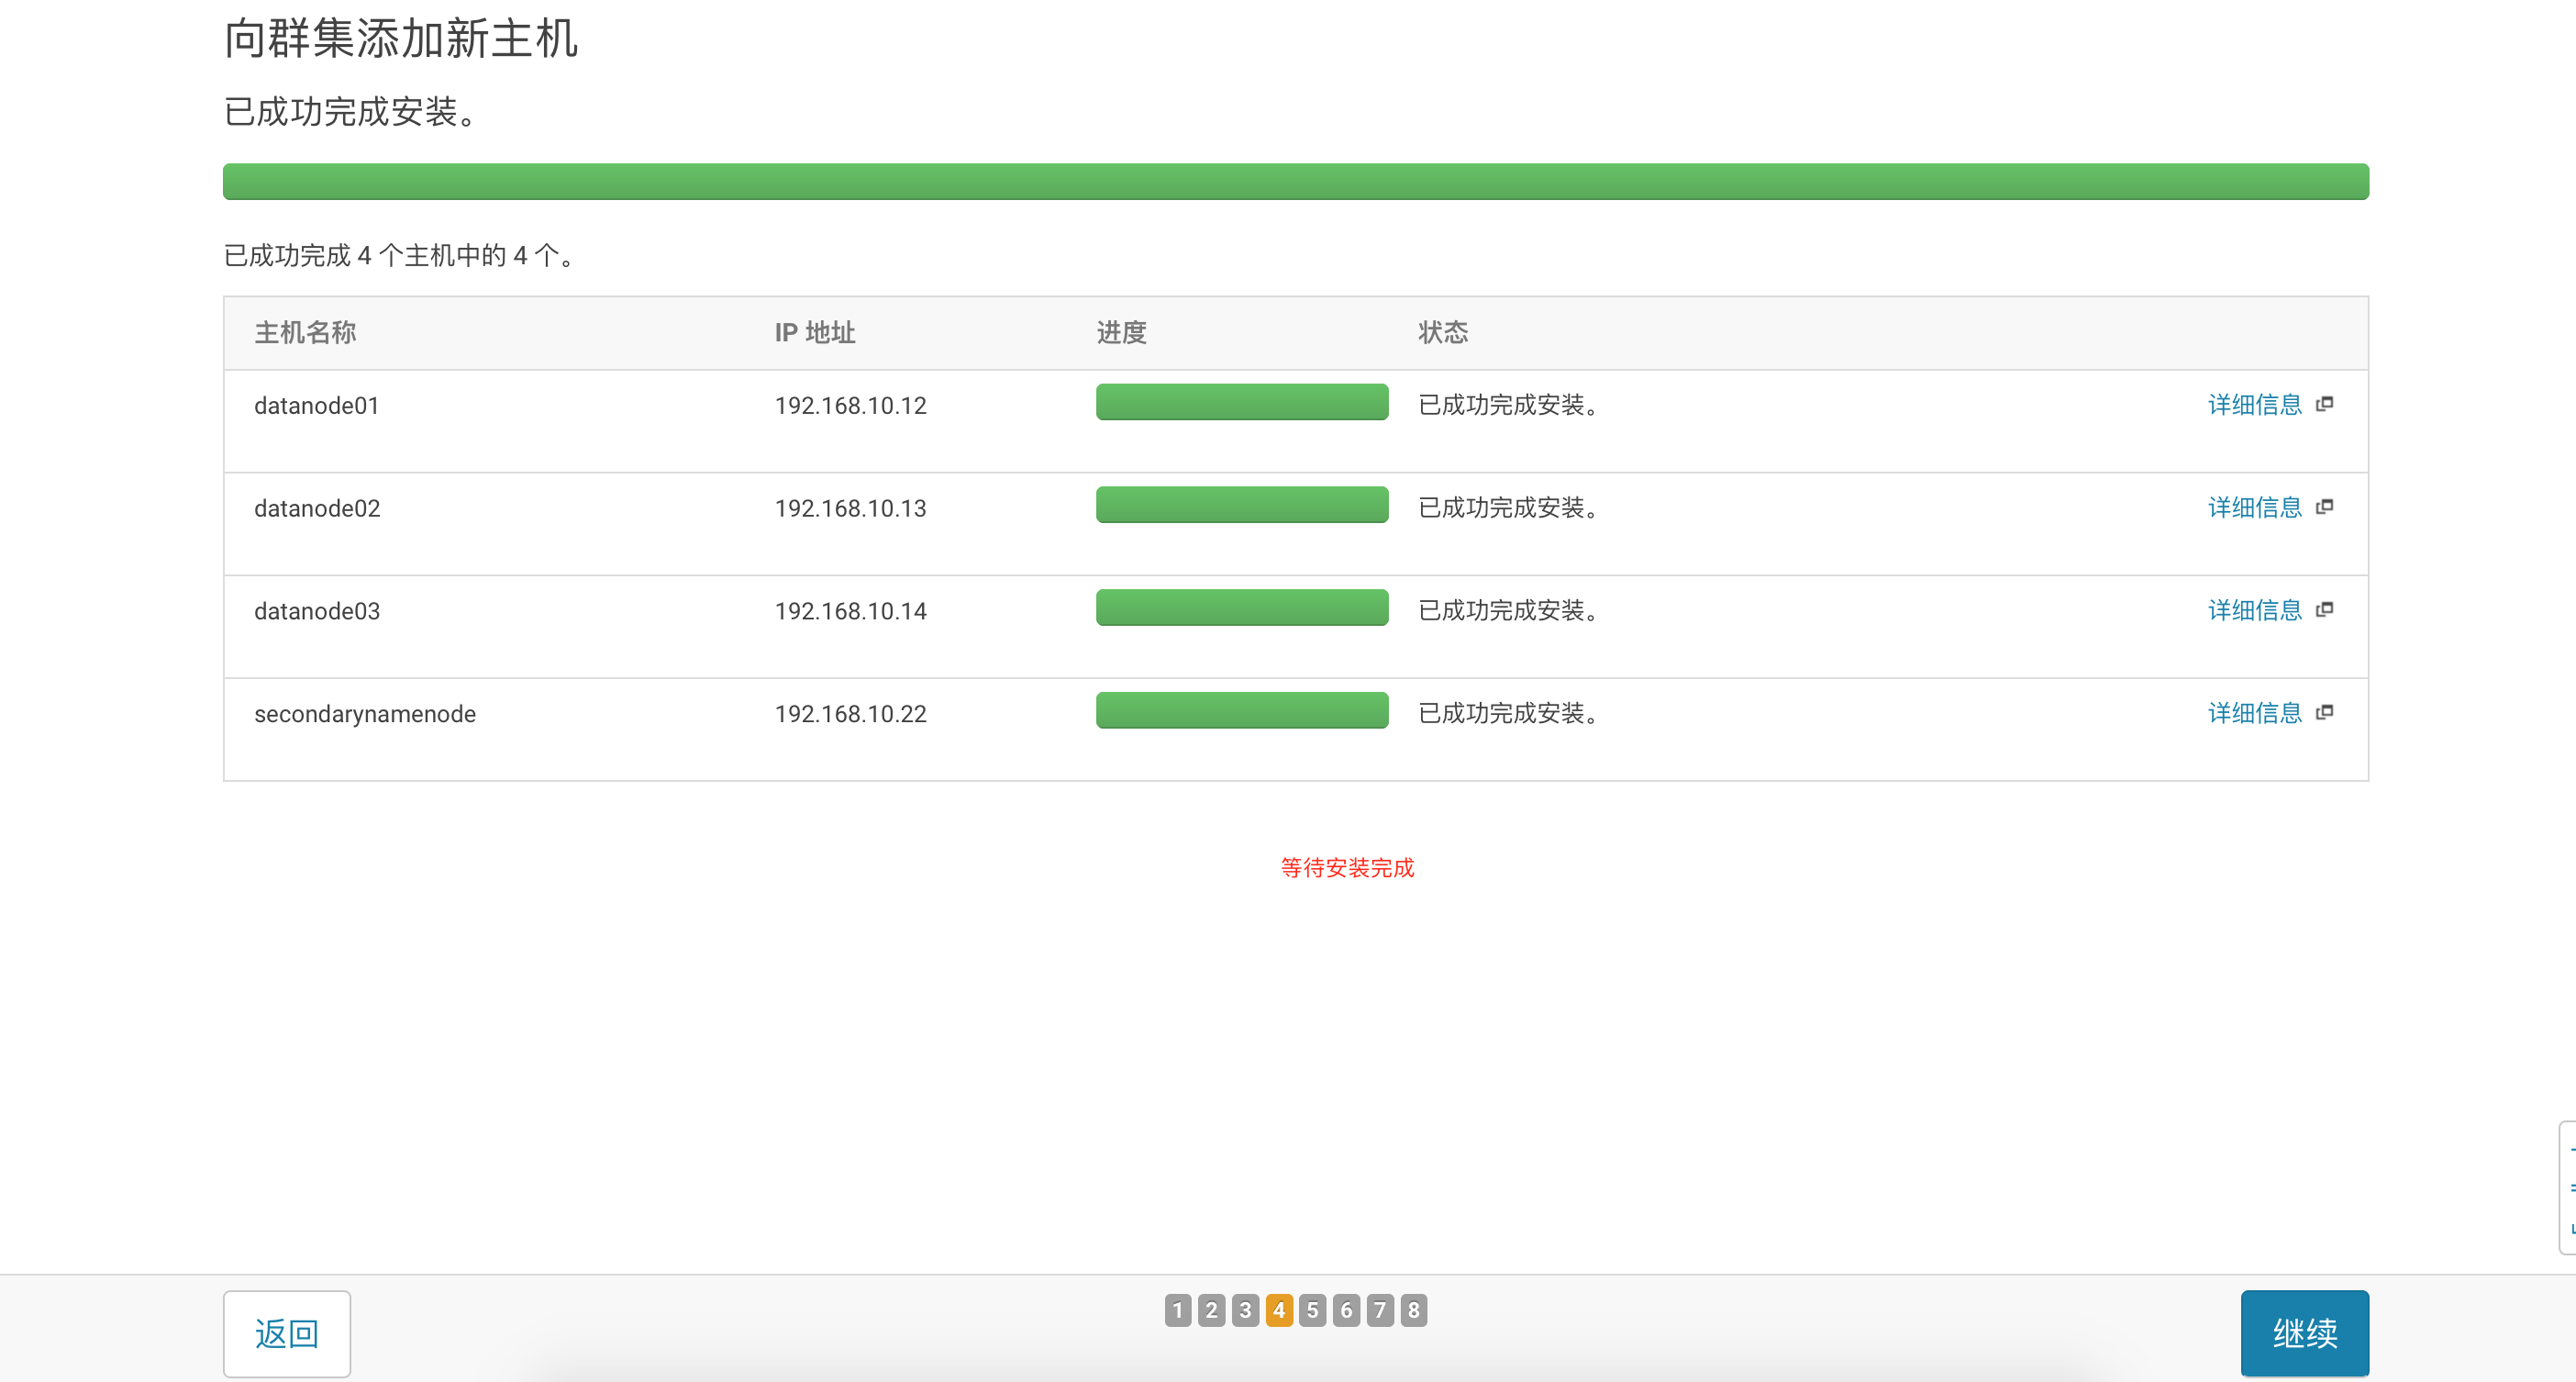 向群集添加新主机
已成功完成安装。
已成功完成 4 个主机中的 4 个。
主机名称 IP 地址 进度 状态
datanode01 192.168.10.12 已成功完成安装。 详细信息
datanode02 192.168.10.13 已成功完成安装。 详细信息
datanode03 192.168.10.14 已成功完成安装。 详细信息
secondarynamenode 192.168.10.22 已成功完成安装。 详细信息
等待安装完成
返回 1 2 3 4 5 6 7 8 继续